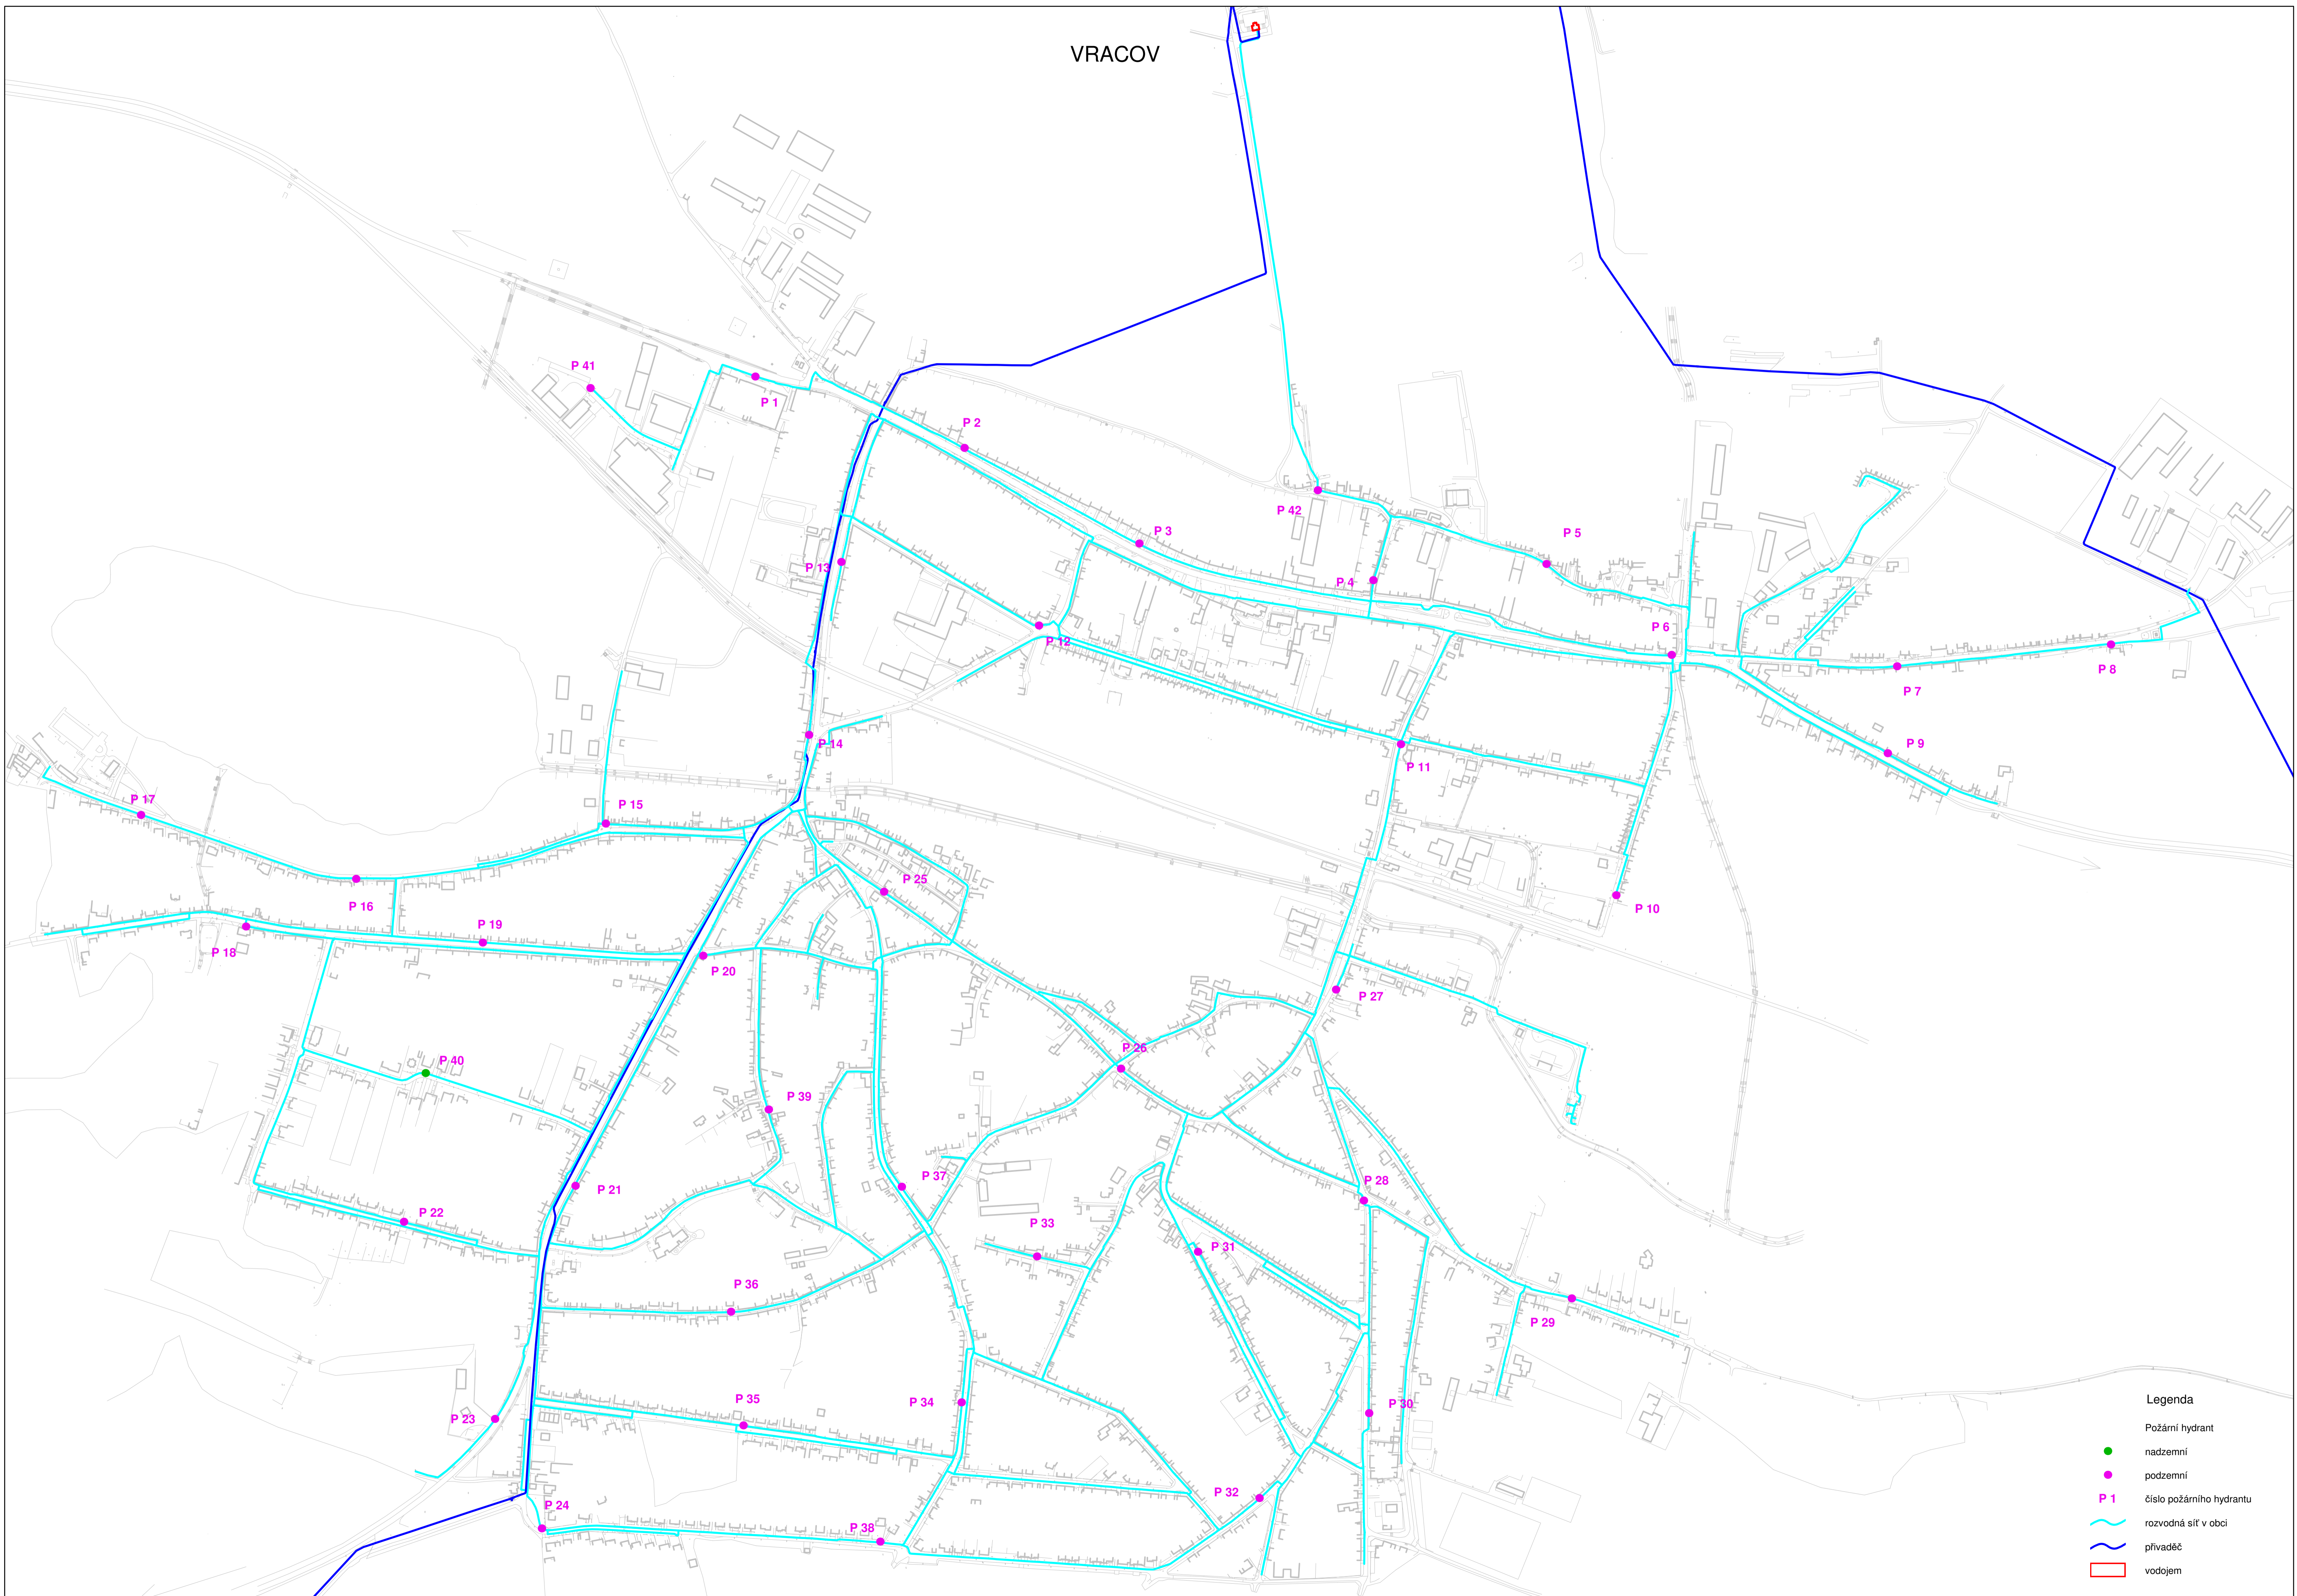 VRACOV
P 41
P 1
P 2
P 42
P 3
P 5
P 4
P 13
P 6
P 12
P 8
P 7
P 14
P 9
P 11
P 17
P 15
P 25
P 16
P 10
P 19
P 18
P 20
P 27
P 26
P 40
P 39
P 37
P 21
P 28
P 22
P 33
P 31
P 36
P 29
P 34
P 30
P 35
P 23
P 32
P 24
P 38
Legenda
Požární hydrant
nadzemní
podzemní
P 1 číslo požárního hydrantu
rozvodná síť v obci
přivaděč
vodojem